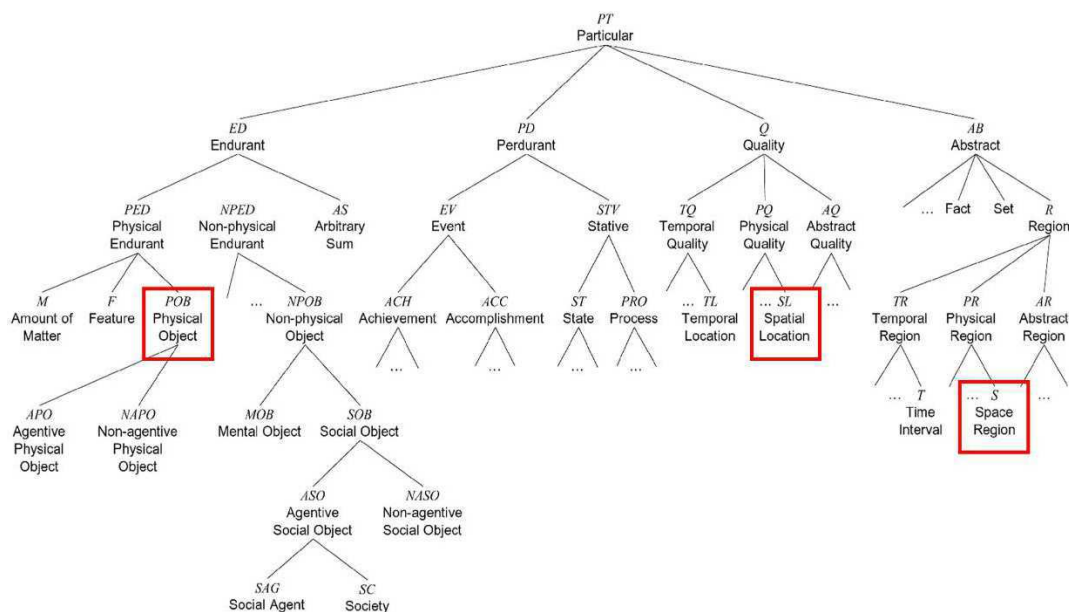 PT
Particular
ED
Endurant
PD
Perdurant
Q
Quality
AB
Abstract
PED
Physical
Endurant
NPED
Non-physical
Endurant
AS
Arbitrary
Sum
EV
Event
STV
Stative
TQ
Temporal
Quality
PQ
Physical
Quality
AQ
Abstract
Quality
...
Fact
Set
R
Region
M
Amount of
Matter
F
Feature
POB
Physical
Object
...
NPOB
Non-physical
Object
ACH
Achievement
...
ACC
Accomplishment
...
ST
State
...
PRO
Process
...
... TL
Temporal
Location
... SL
Spatial
Location
...
TR
Temporal
Region
PR
Physical
Region
AR
Abstract
Region
APO
Agentive
Physical
Object
NAPO
Non-agentive
Physical
Object
MOB
Mental Object
SOB
Social Object
... T
Time
Interval
... S
Space
Region
...
ASO
Agentive
Social Object
NASO
Non-agentive
Social Object
SAG
Social Agent
SC
Society